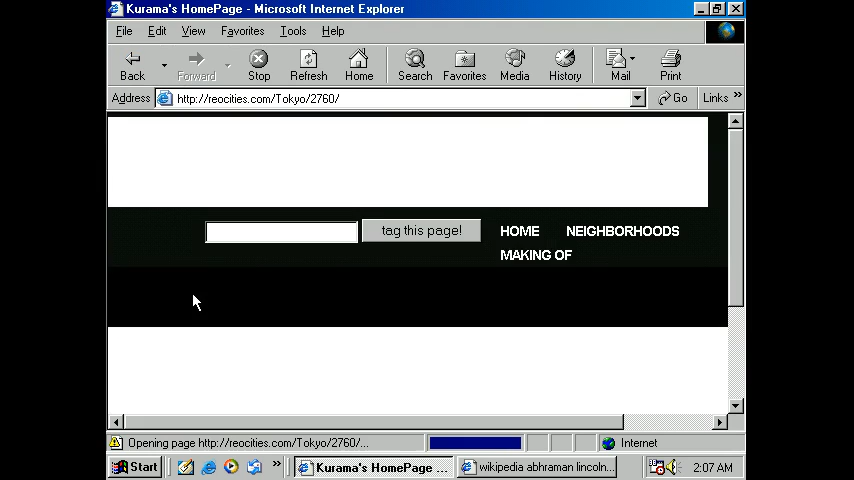 Kurama's HomePage - Microsoft Internet Explorer
File Edit View Favorites Tools Help
Back Forward Stop Refresh Home Search Favorites Media History Mail Print
Address http://reocities.com/Tokyo/2760/ Go Links »
tag this page! HOME NEIGHBORHOODS
MAKING OF
Opening page http://reocities.com/Tokyo/2760/... Internet
Start » Kurama's HomePage ... wikipedia abhraman lincoln... 2:07 AM